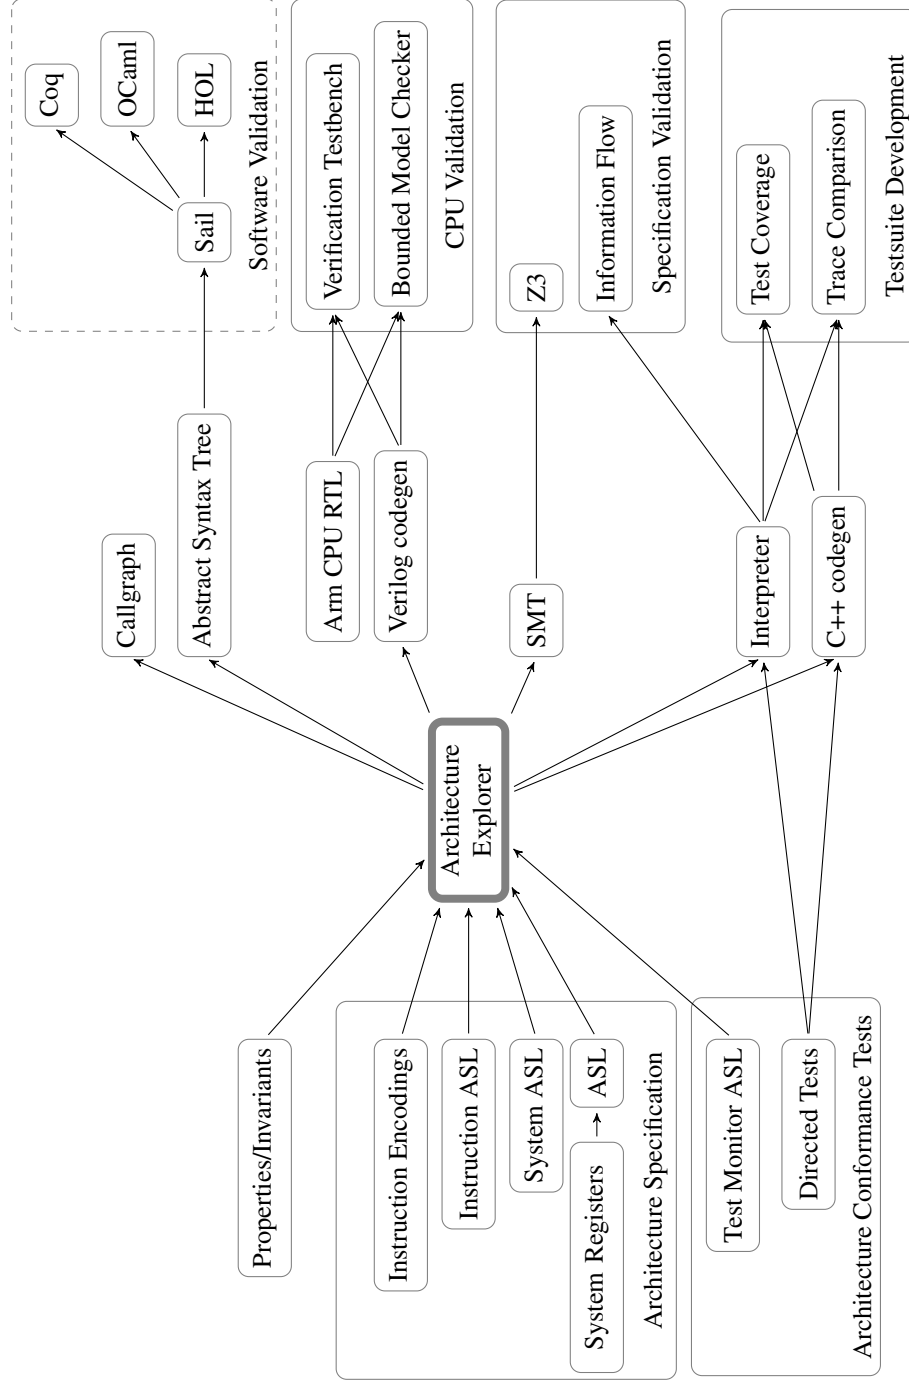 Properties/Invariants
Instruction Encodings
Instruction ASL
System ASL
System Registers
ASL
Architecture Specification
Test Monitor ASL
Directed Tests
Architecture Conformance Tests
Architecture
Explorer
Callgraph
Abstract Syntax Tree
Arm CPU RTL
Verilog codegen
SMT
Interpreter
C++ codegen
Sail
Coq
OCaml
HOL
Software Validation
Verification Testbench
Bounded Model Checker
CPU Validation
Z3
Information Flow
Specification Validation
Test Coverage
Trace Comparison
Testsuite Development